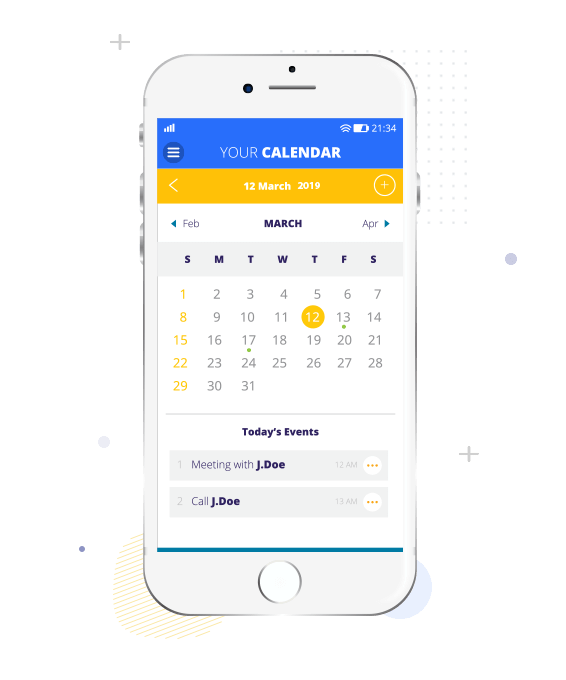 21:34
YOUR CALENDAR
12 March 2019
Feb MARCH Apr
S M T W T F S
1 2 3 4 5 6 7
8 9 10 11 12 13 14
15 16 17 18 19 20 21
22 23 24 25 26 27 28
29 30 31
Today's Events
1 Meeting with J.Doe 12 AM
2 Call J.Doe 13 AM